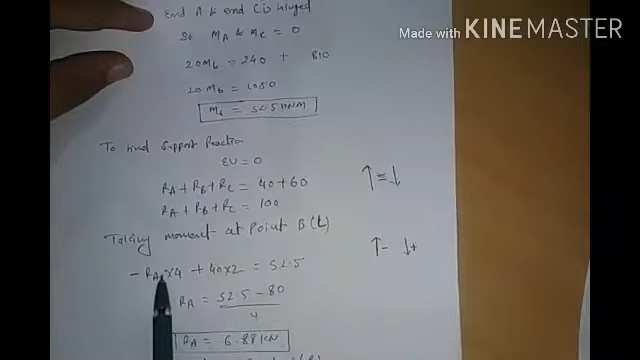 End A & end C is hinged
Made with KINEMASTER
So MA & MC = 0
20Mb = 240 + 810
20Mb = 1050
Mb = 52.5 KNM
To find Support Reaction
ΣV=0
RA + RB + RC = 40+60
↑ = ↓
RA + RB + RC = 100
Taking moment at point B (L)
↑- ↓+
- RA×4 + 40×2 = 52.5
RA = 52.5 - 80
4
RA = 6.88 KN